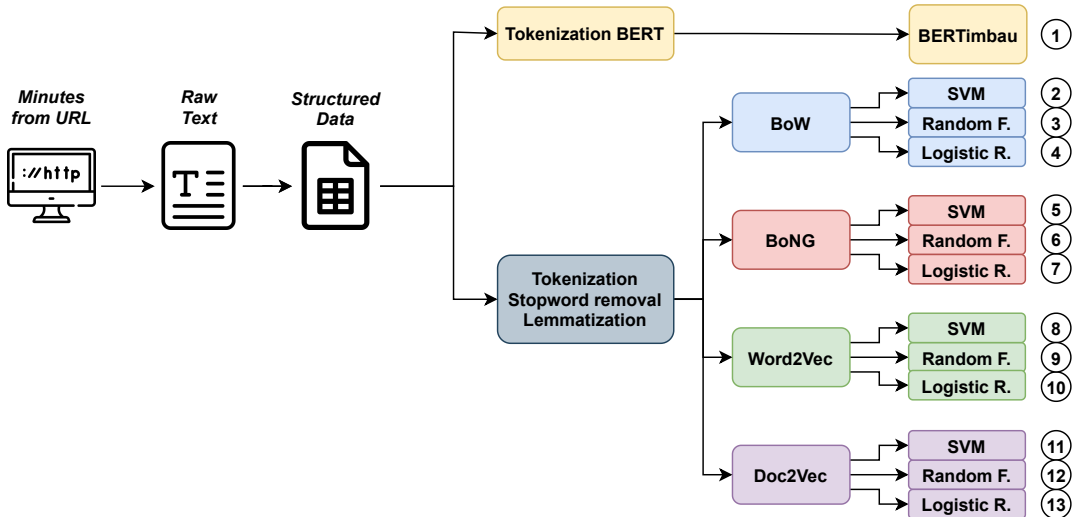 Minutes
from URL
://http
Raw
Text
T
Structured
Data
Tokenization BERT
BERTimbau
1
Tokenization
Stopword removal
Lemmatization
BoW
SVM
2
Random F.
3
Logistic R.
4
BoNG
SVM
5
Random F.
6
Logistic R.
7
Word2Vec
SVM
8
Random F.
9
Logistic R.
10
Doc2Vec
SVM
11
Random F.
12
Logistic R.
13